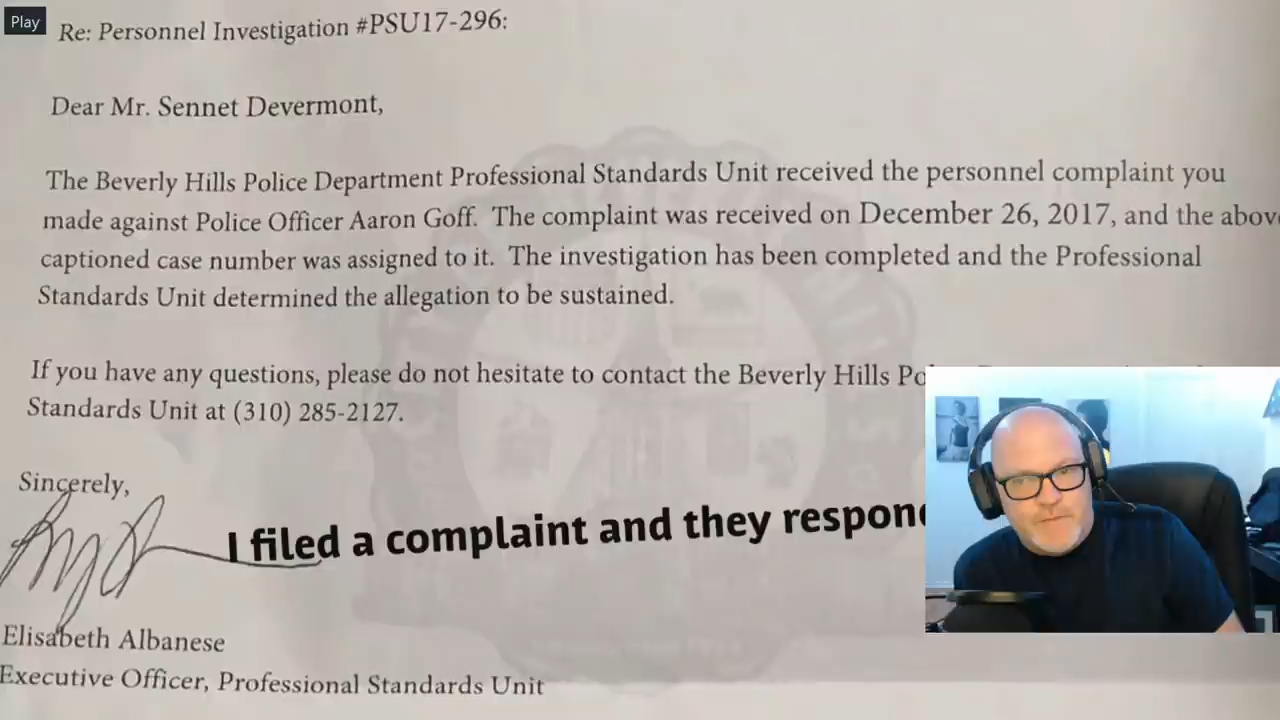 Play
Re: Personnel Investigation #PSU17-296:
Dear Mr. Sennet Devermont,
The Beverly Hills Police Department Professional Standards Unit received the personnel complaint you
made against Police Officer Aaron Goff. The complaint was received on December 26, 2017, and the abov
captioned case number was assigned to it. The investigation has been completed and the Professional
Standards Unit determined the allegation to be sustained.
If you have any questions, please do not hesitate to contact the Beverly Hills Po
Standards Unit at (310) 285-2127.
Sincerely,
I filed a complaint and they respon
Elisabeth Albanese
Executive Officer, Professional Standards Unit